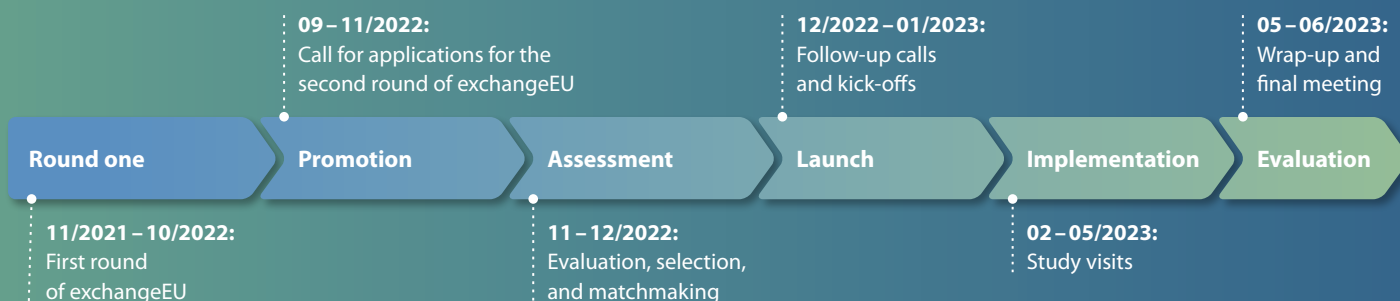 09 – 11/2022:
Call for applications for the
second round of exchangeEU
12/2022 – 01/2023:
Follow-up calls
and kick-offs
05 – 06/2023:
Wrap-up and
final meeting
Round one
Promotion
Assessment
Launch
Implementation
Evaluation
11/2021 – 10/2022:
First round
of exchangeEU
11 – 12/2022:
Evaluation, selection,
and matchmaking
02 – 05/2023:
Study visits